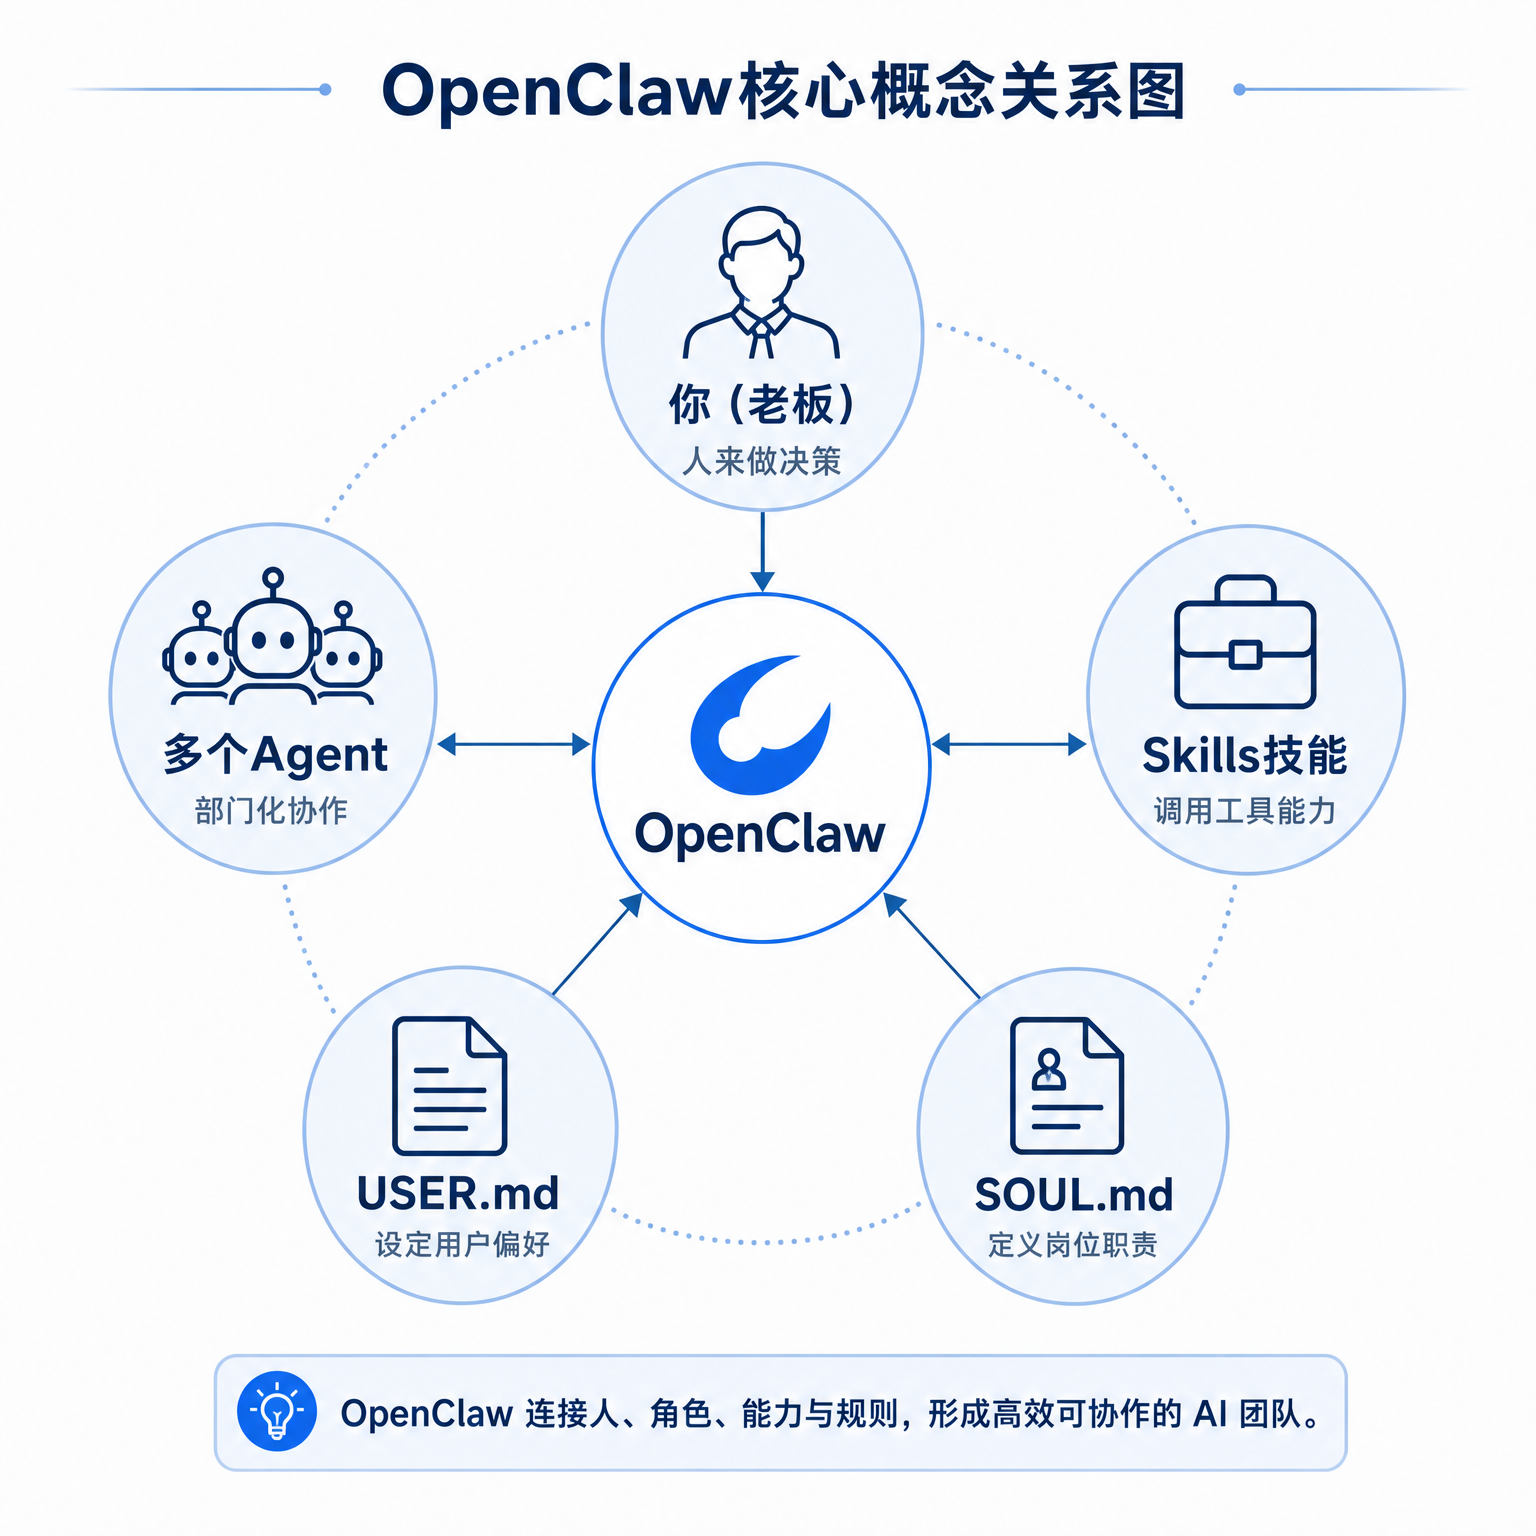 OpenClaw核心概念关系图
你（老板）
人来做决策
多个Agent
部门化协作
Skills技能
调用工具能力
OpenClaw
USER.md
设定用户偏好
SOUL.md
定义岗位职责
OpenClaw 连接人、角色、能力与规则，形成高效可协作的 AI 团队。